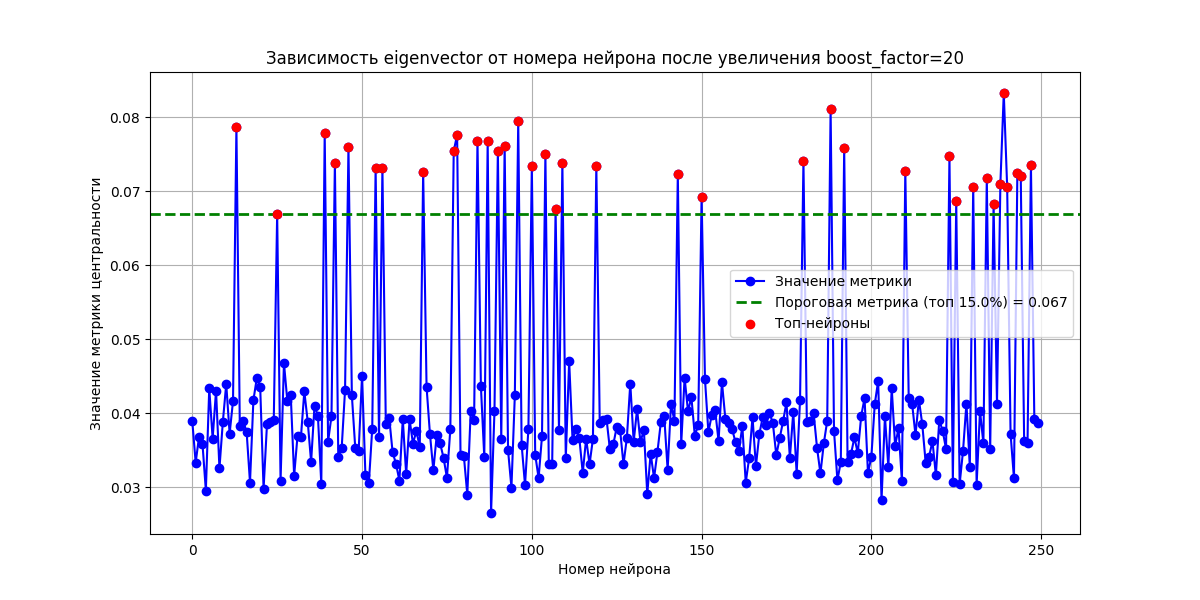 Зависимость eigenvector от номера нейрона после увеличения boost_factor=20
Значение метрики центральности
0.08
0.07
0.06
0.05
0.04
0.03
Значение метрики
Пороговая метрика (топ 15.0%) = 0.067
Топ-нейроны
0 50 100 150 200 250
Номер нейрона